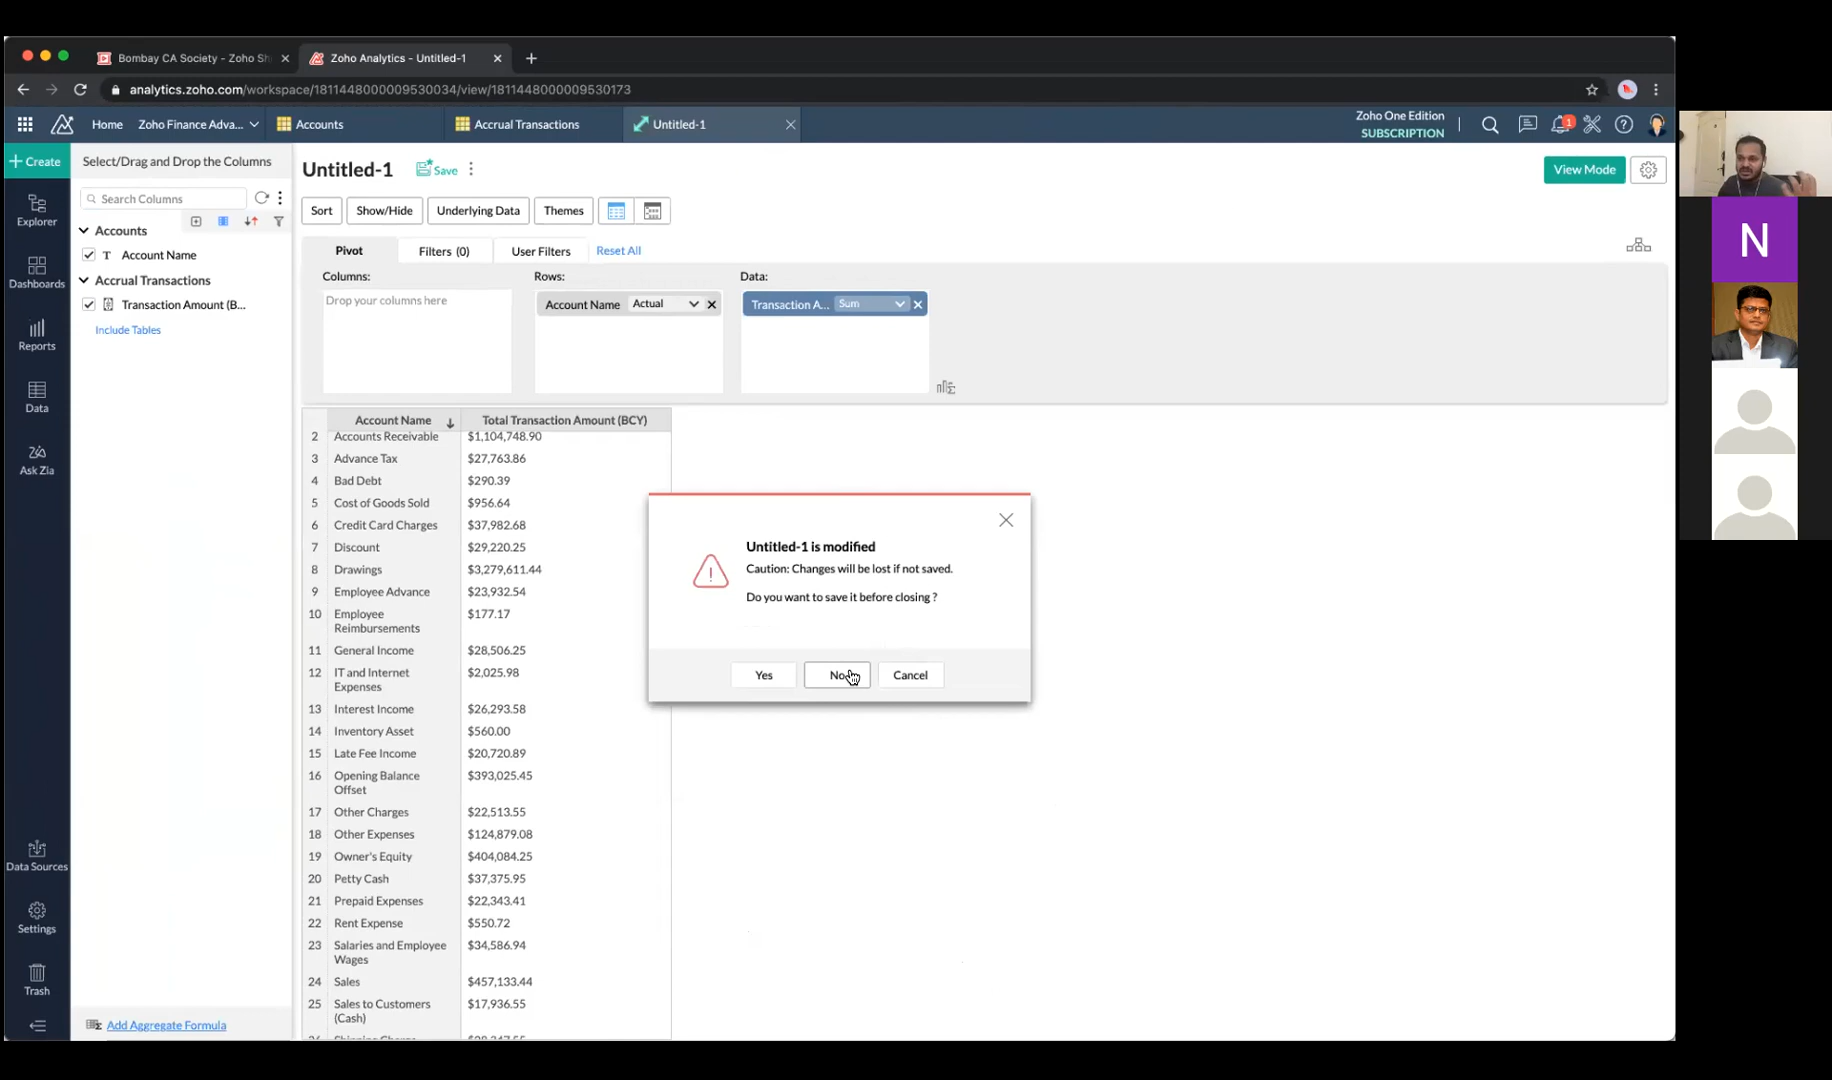 Bombay CA Society - Zoho Sh
Zoho Analytics - Untitled-1
analytics.zoho.com/workspace/1811448000009530034/view/1811448000009530173
Home
Zoho Finance Adva...
Accounts
Accrual Transactions
Untitled-1
Zoho One Edition
SUBSCRIPTION
1
Create
Explorer
Dashboards
Reports
Data
Ask Zia
Data Sources
Settings
Trash
Select/Drag and Drop the Columns
Search Columns
Accounts
T Account Name
Accrual Transactions
Transaction Amount (B...
Include Tables
Add Aggregate Formula
Untitled-1
Save
View Mode
Sort
Show/Hide
Underlying Data
Themes
Pivot
Filters (0)
User Filters
Reset All
Columns:
Rows:
Data:
Drop your columns here
Account Name Actual
Transaction A... Sum
Account Name Total Transaction Amount (BCY)
2 Accounts Receivable $1,104,748.90
3 Advance Tax $27,763.86
4 Bad Debt $290.39
5 Cost of Goods Sold $956.64
6 Credit Card Charges $37,982.68
7 Discount $29,220.25
8 Drawings $3,279,611.44
9 Employee Advance $23,932.54
10 Employee $177.17
Reimbursements
11 General Income $28,506.25
12 IT and Internet $2,025.98
Expenses
13 Interest Income $26,293.58
14 Inventory Asset $560.00
15 Late Fee Income $20,720.89
16 Opening Balance $393,025.45
Offset
17 Other Charges $22,513.55
18 Other Expenses $124,879.08
19 Owner's Equity $404,084.25
20 Petty Cash $37,375.95
21 Prepaid Expenses $22,343.41
22 Rent Expense $550.72
23 Salaries and Employee $34,586.94
Wages
24 Sales $457,133.44
25 Sales to Customers $17,936.55
(Cash)
Untitled-1 is modified
Caution: Changes will be lost if not saved.
Do you want to save it before closing ?
Yes
No
Cancel
N